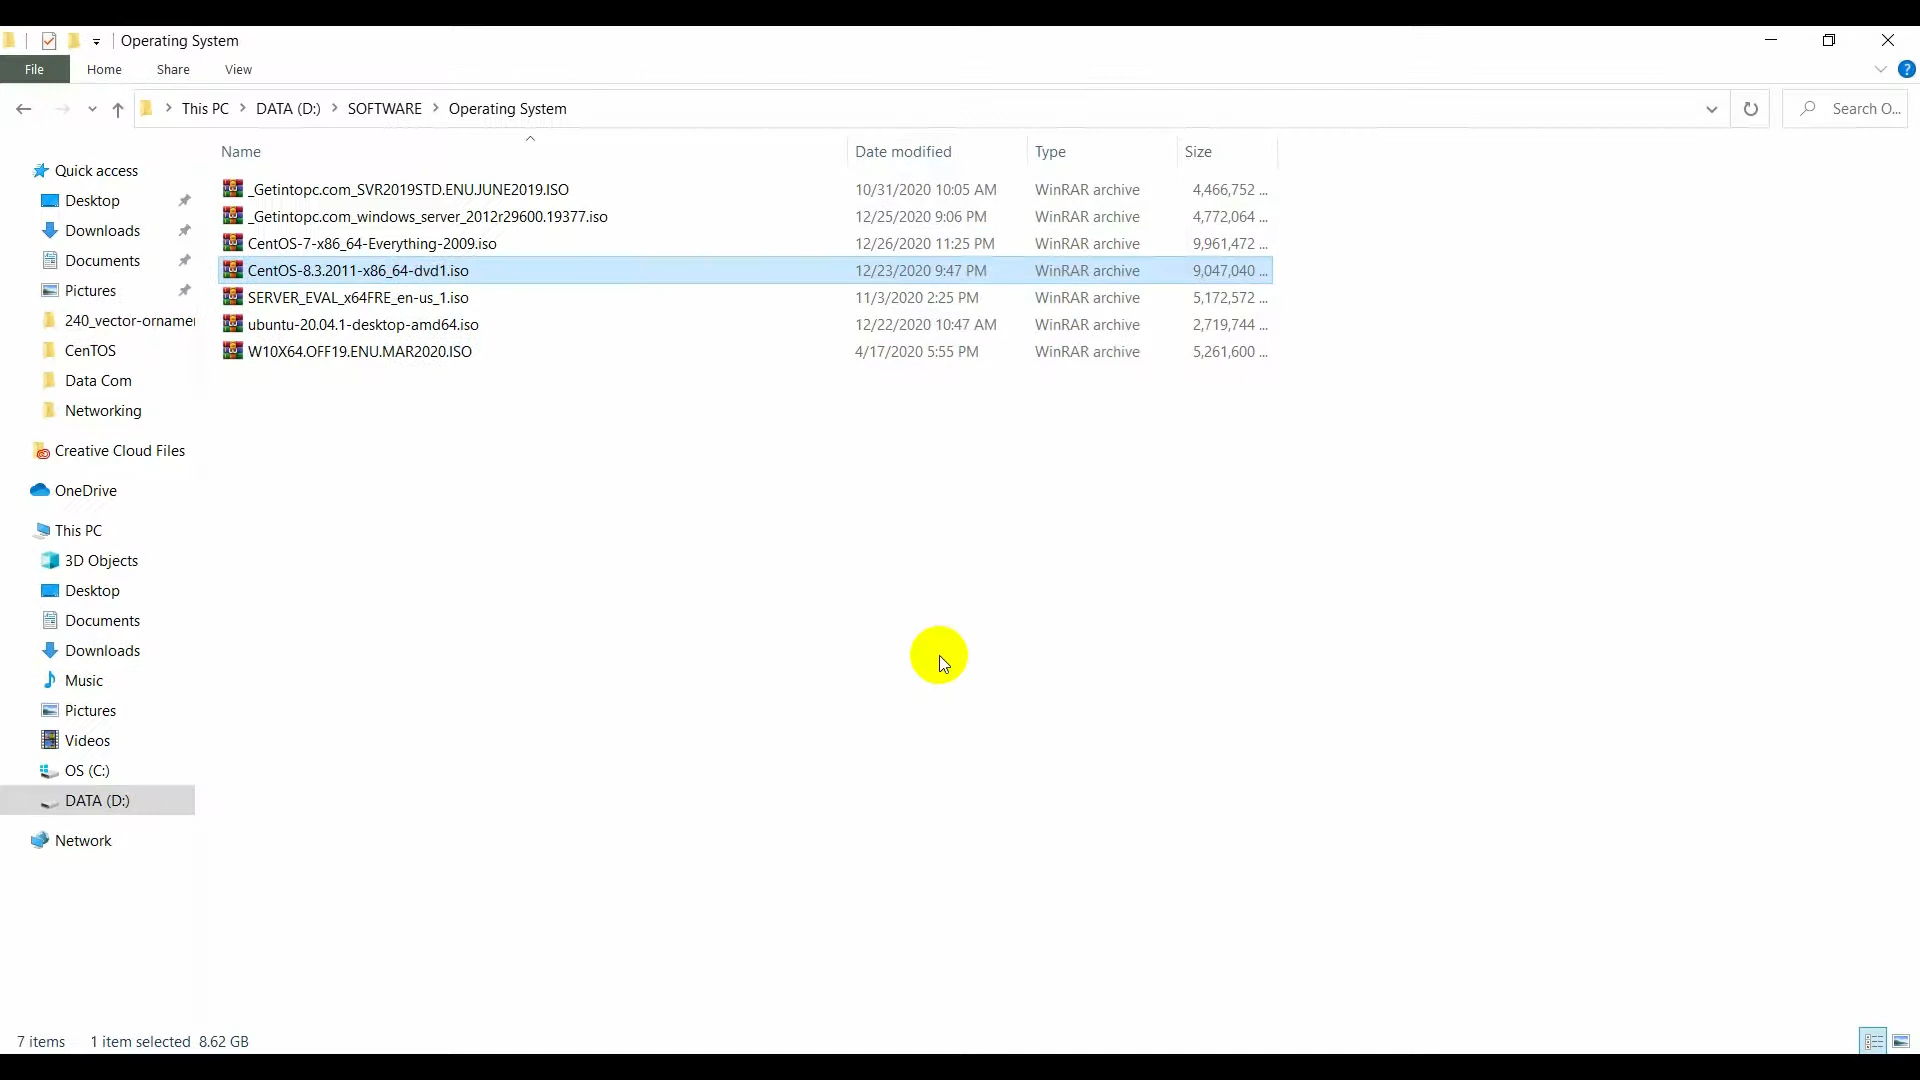 Operating System
File Home Share View
This PC > DATA (D:) > SOFTWARE > Operating System
Search O...
Name Date modified Type Size
_Getintopc.com_SVR2019STD.ENU.JUNE2019.ISO 10/31/2020 10:05 AM WinRAR archive 4,466,752 ...
_Getintopc.com_windows_server_2012r29600.19377.iso 12/25/2020 9:06 PM WinRAR archive 4,772,064 ...
CentOS-7-x86_64-Everything-2009.iso 12/26/2020 11:25 PM WinRAR archive 9,961,472 ...
CentOS-8.3.2011-x86_64-dvd1.iso 12/23/2020 9:47 PM WinRAR archive 9,047,040 ...
SERVER_EVAL_x64FRE_en-us_1.iso 11/3/2020 2:25 PM WinRAR archive 5,172,572 ...
ubuntu-20.04.1-desktop-amd64.iso 12/22/2020 10:47 AM WinRAR archive 2,719,744 ...
W10X64.OFF19.ENU.MAR2020.ISO 4/17/2020 5:55 PM WinRAR archive 5,261,600 ...
Quick access
Desktop
Downloads
Documents
Pictures
240_vector-orname
CenTOS
Data Com
Networking
Creative Cloud Files
OneDrive
This PC
3D Objects
Desktop
Documents
Downloads
Music
Pictures
Videos
OS (C:)
DATA (D:)
Network
7 items 1 item selected 8.62 GB